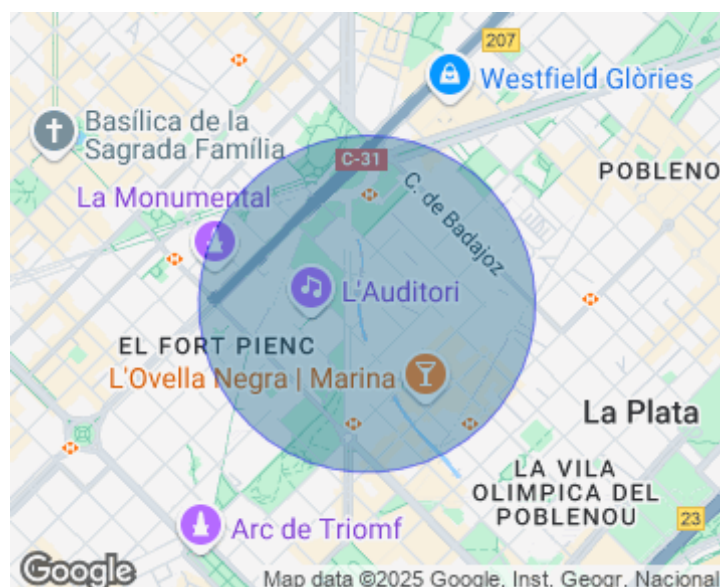 207
Westfield Glòries
Basílica de la
Sagrada Família
C-31
POBLENO
La Monumental
C. de Badajoz
L'Auditori
EL FORT PIENC
L'Ovella Negra | Marina
La Plata
LA VILA
OLIMPICA DEL
POBLENOU
23
Arc de Triomf
Google
Map data ©2025 Google, Inst. Geogr. Nacional